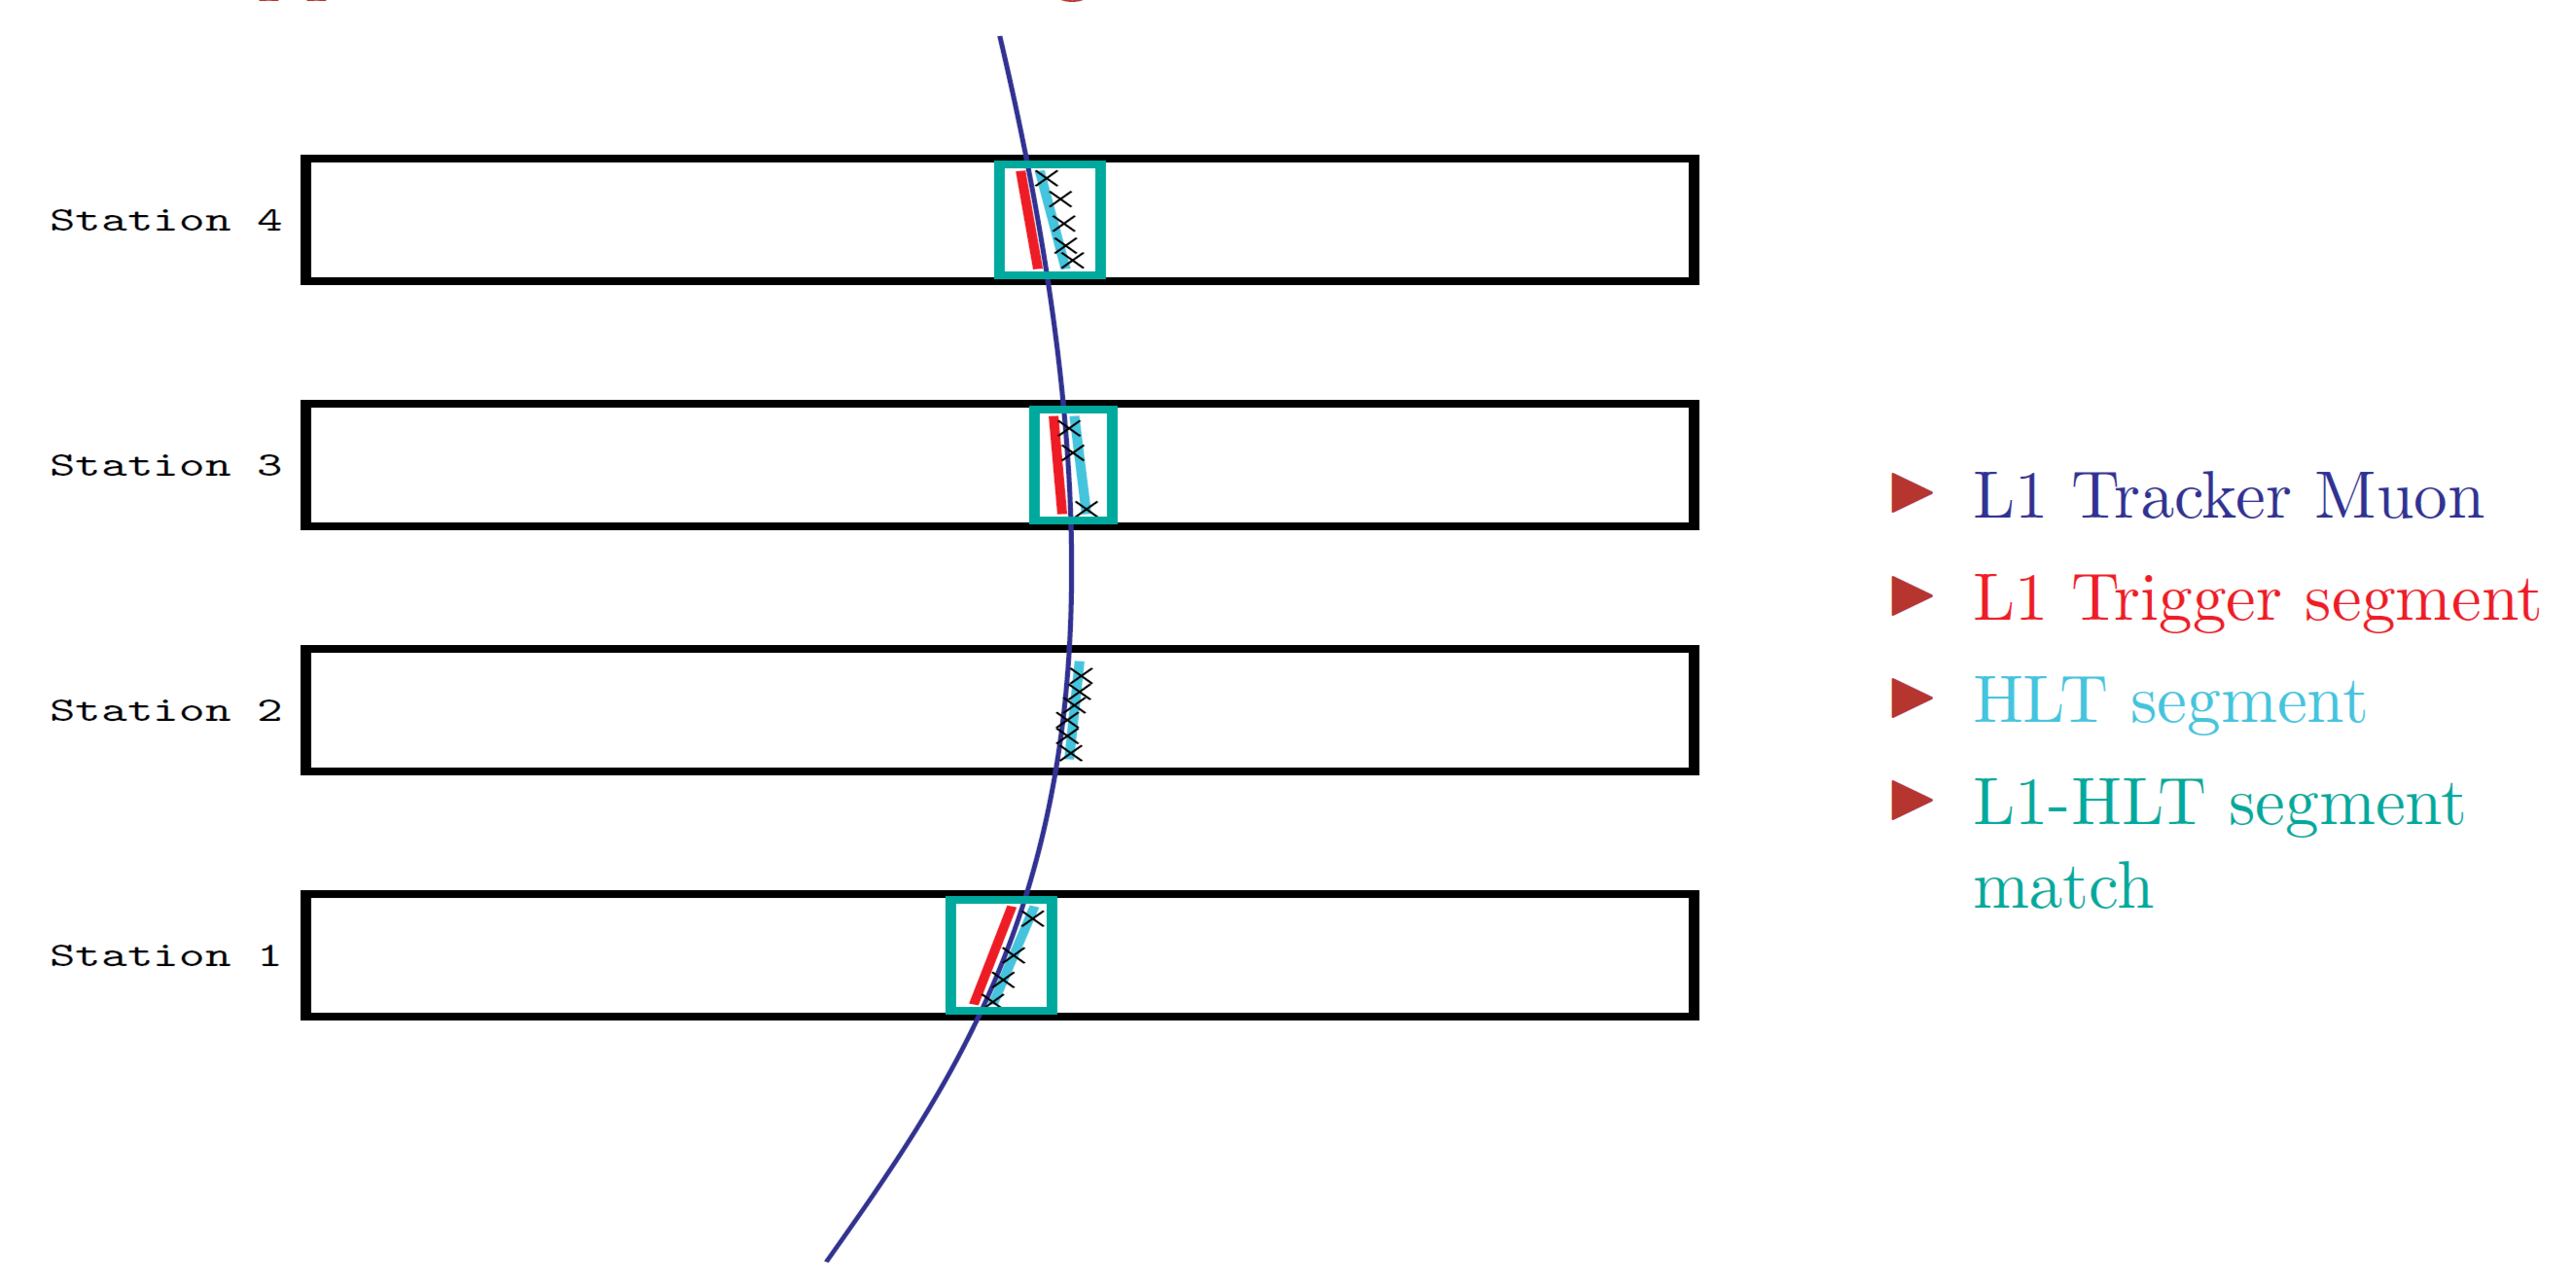 Station 4
Station 3
Station 2
Station 1
L1 Tracker Muon
L1 Trigger segment
HLT segment
L1-HLT segment
match